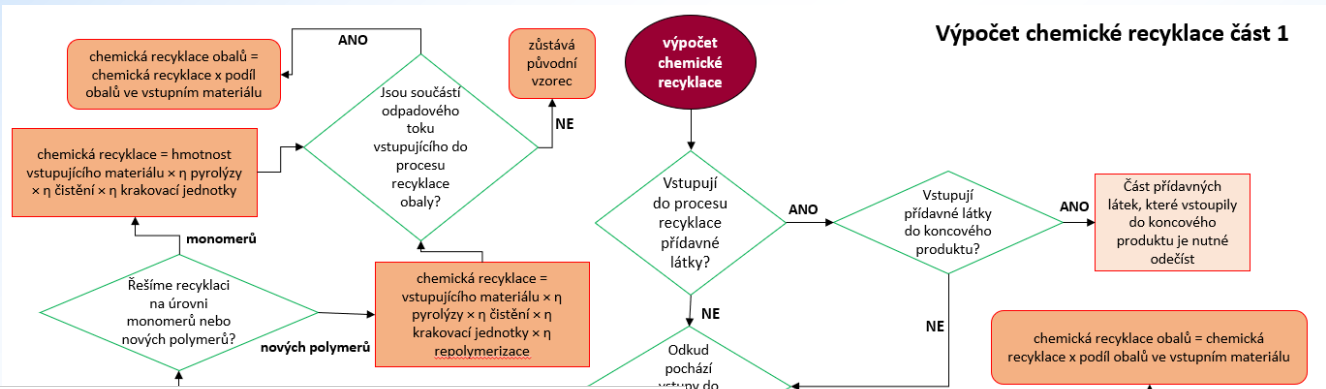 Výpočet chemické recyklace část 1
výpočet
chemické
recyklace
ANO
chemická recyklace obalů =
chemická recyklace x podíl
obalů ve vstupním materiálu
zůstává
původní
vzorec
Jsou součástí
odpadového
toku
vstupujícího do
procesu
recyklace
obaly?
NE
chemická recyklace = hmotnost
vstupujícího materiálu × η pyrolýzy
× η čistění × η krakovací jednotky
Vstupují
do procesu
recyklace
přídavné
látky?
ANO
Vstupují
přídavné látky
do koncového
produktu?
ANO
Část přídavných
látek, které vstoupily
do koncového
produktu je nutné
odečíst
monomerů
Řešíme recyklaci
na úrovni
monomerů nebo
nových polymerů?
nových polymerů
chemická recyklace =
vstupujícího materiálu × η
pyrolýzy × η čistění × η
krakovací jednotky × η
repolymerizace
NE
NE
Odkud
pochází
vstupy do
chemická recyklace obalů = chemická
recyklace x podíl obalů ve vstupním materiálu